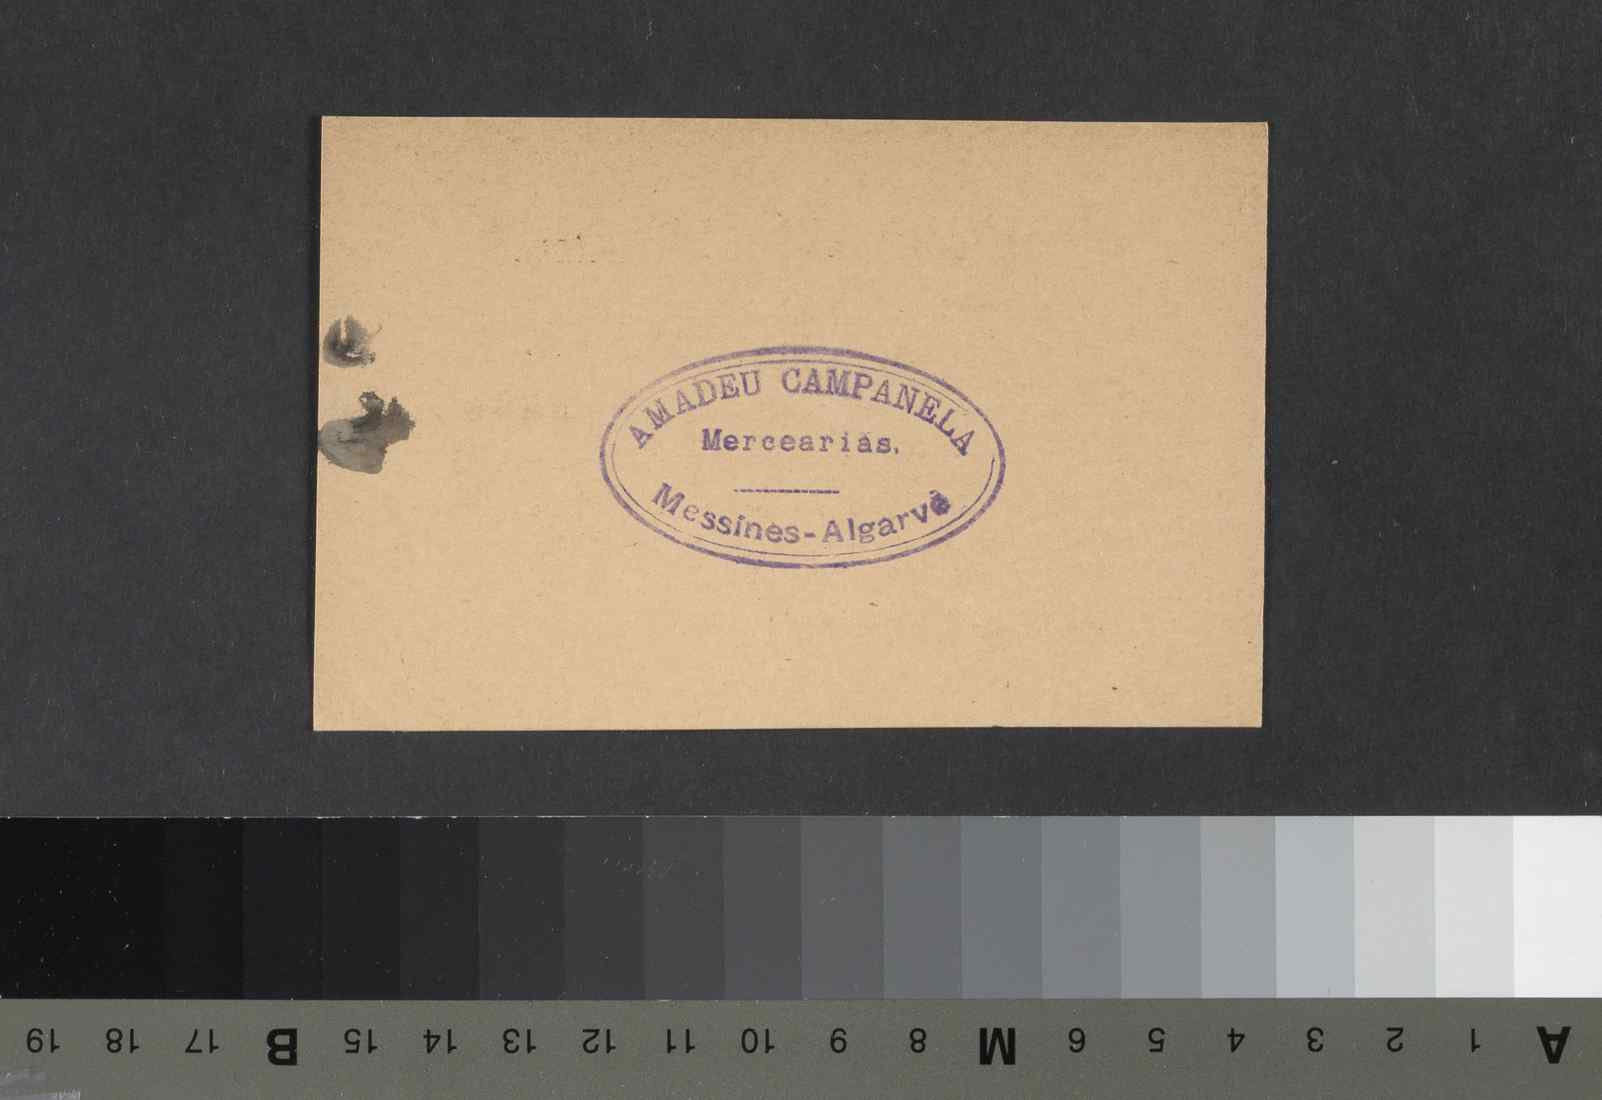 AMADEU CAMPANELA
Mercearias.
Messines-Algarve
19 18 17 B 15 14 13 12 11 10 9 8 M 6 5 4 3 2 1 A